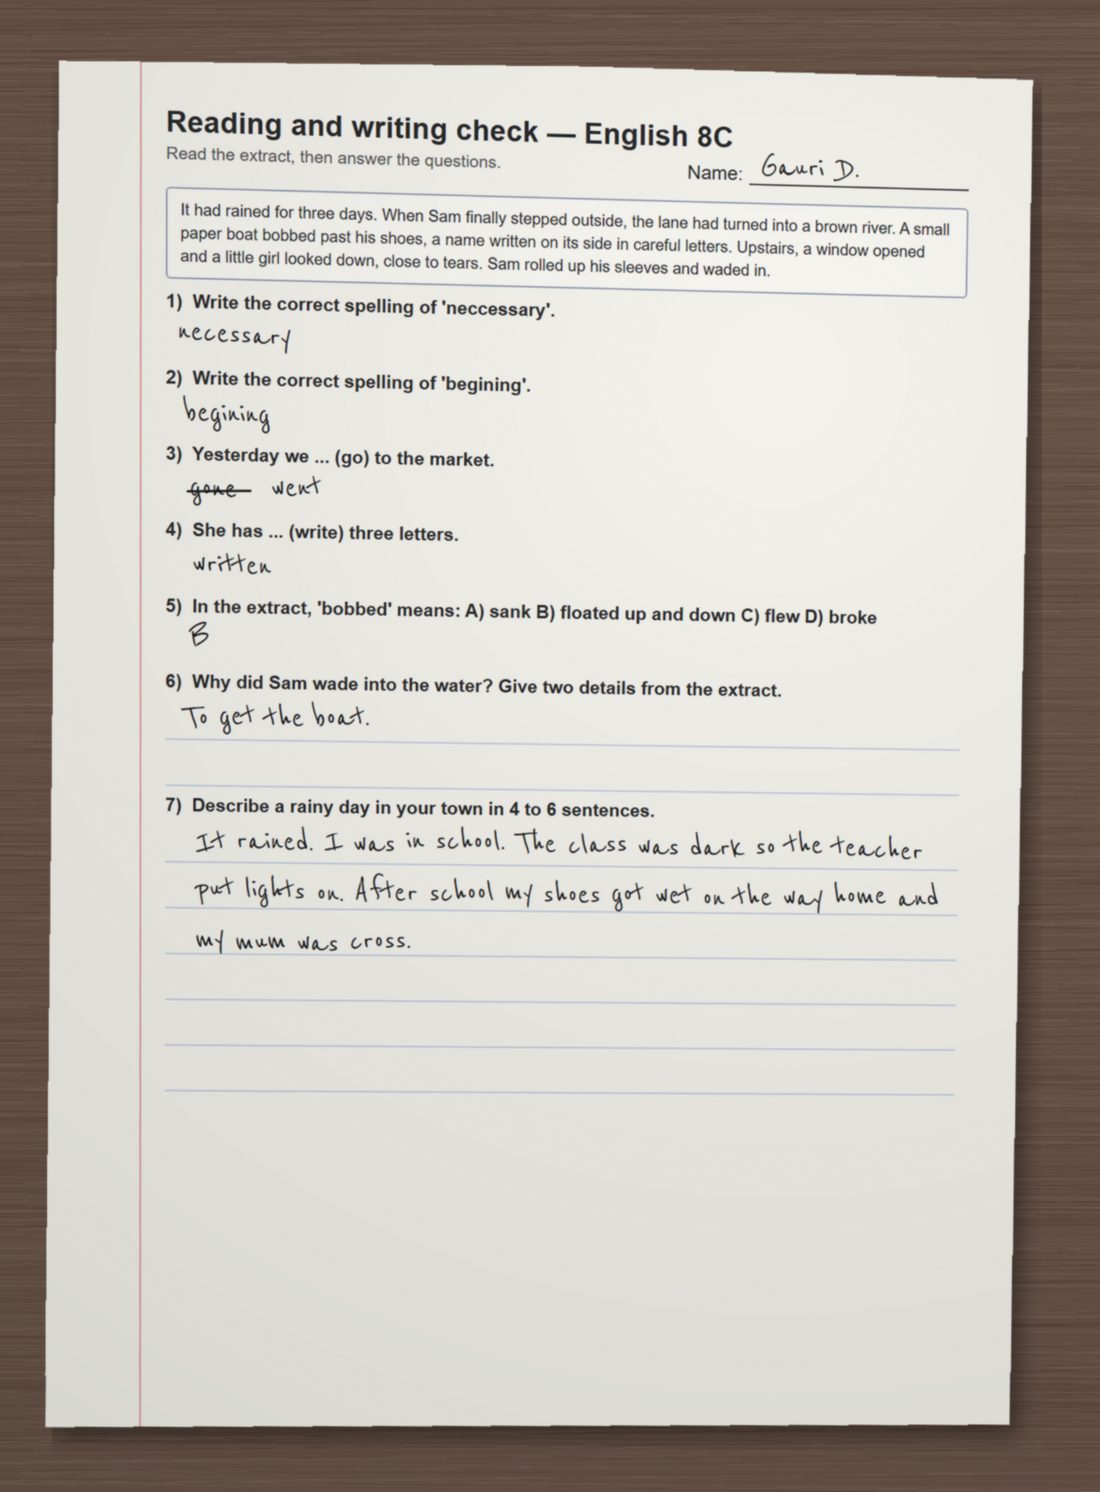 Reading and writing check — English 8C
Read the extract, then answer the questions.
Name: Gauri D.
It had rained for three days. When Sam finally stepped outside, the lane had turned into a brown river. A small
paper boat bobbed past his shoes, a name written on its side in careful letters. Upstairs, a window opened
and a little girl looked down, close to tears. Sam rolled up his sleeves and waded in.
1) Write the correct spelling of 'neccessary'.
necessary
2) Write the correct spelling of 'begining'.
begining
3) Yesterday we ... (go) to the market.
gone went
4) She has ... (write) three letters.
written
5) In the extract, 'bobbed' means: A) sank B) floated up and down C) flew D) broke
B
6) Why did Sam wade into the water? Give two details from the extract.
To get the boat.
7) Describe a rainy day in your town in 4 to 6 sentences.
It rained. I was in school. The class was dark so the teacher
put lights on. After school my shoes got wet on the way home and
my mum was cross.